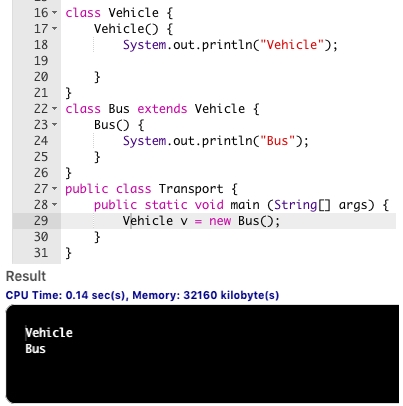 16 class Vehicle {
17 Vehicle() {
18 System.out.println("Vehicle");
19
20 }
21 }
22 class Bus extends Vehicle {
23 Bus() {
24 System.out.println("Bus");
25 }
26 }
27 public class Transport {
28 public static void main (String[] args) {
29 Vehicle v = new Bus();
30 }
31 }
Result
CPU Time: 0.14 sec(s), Memory: 32160 kilobyte(s)
Vehicle
Bus